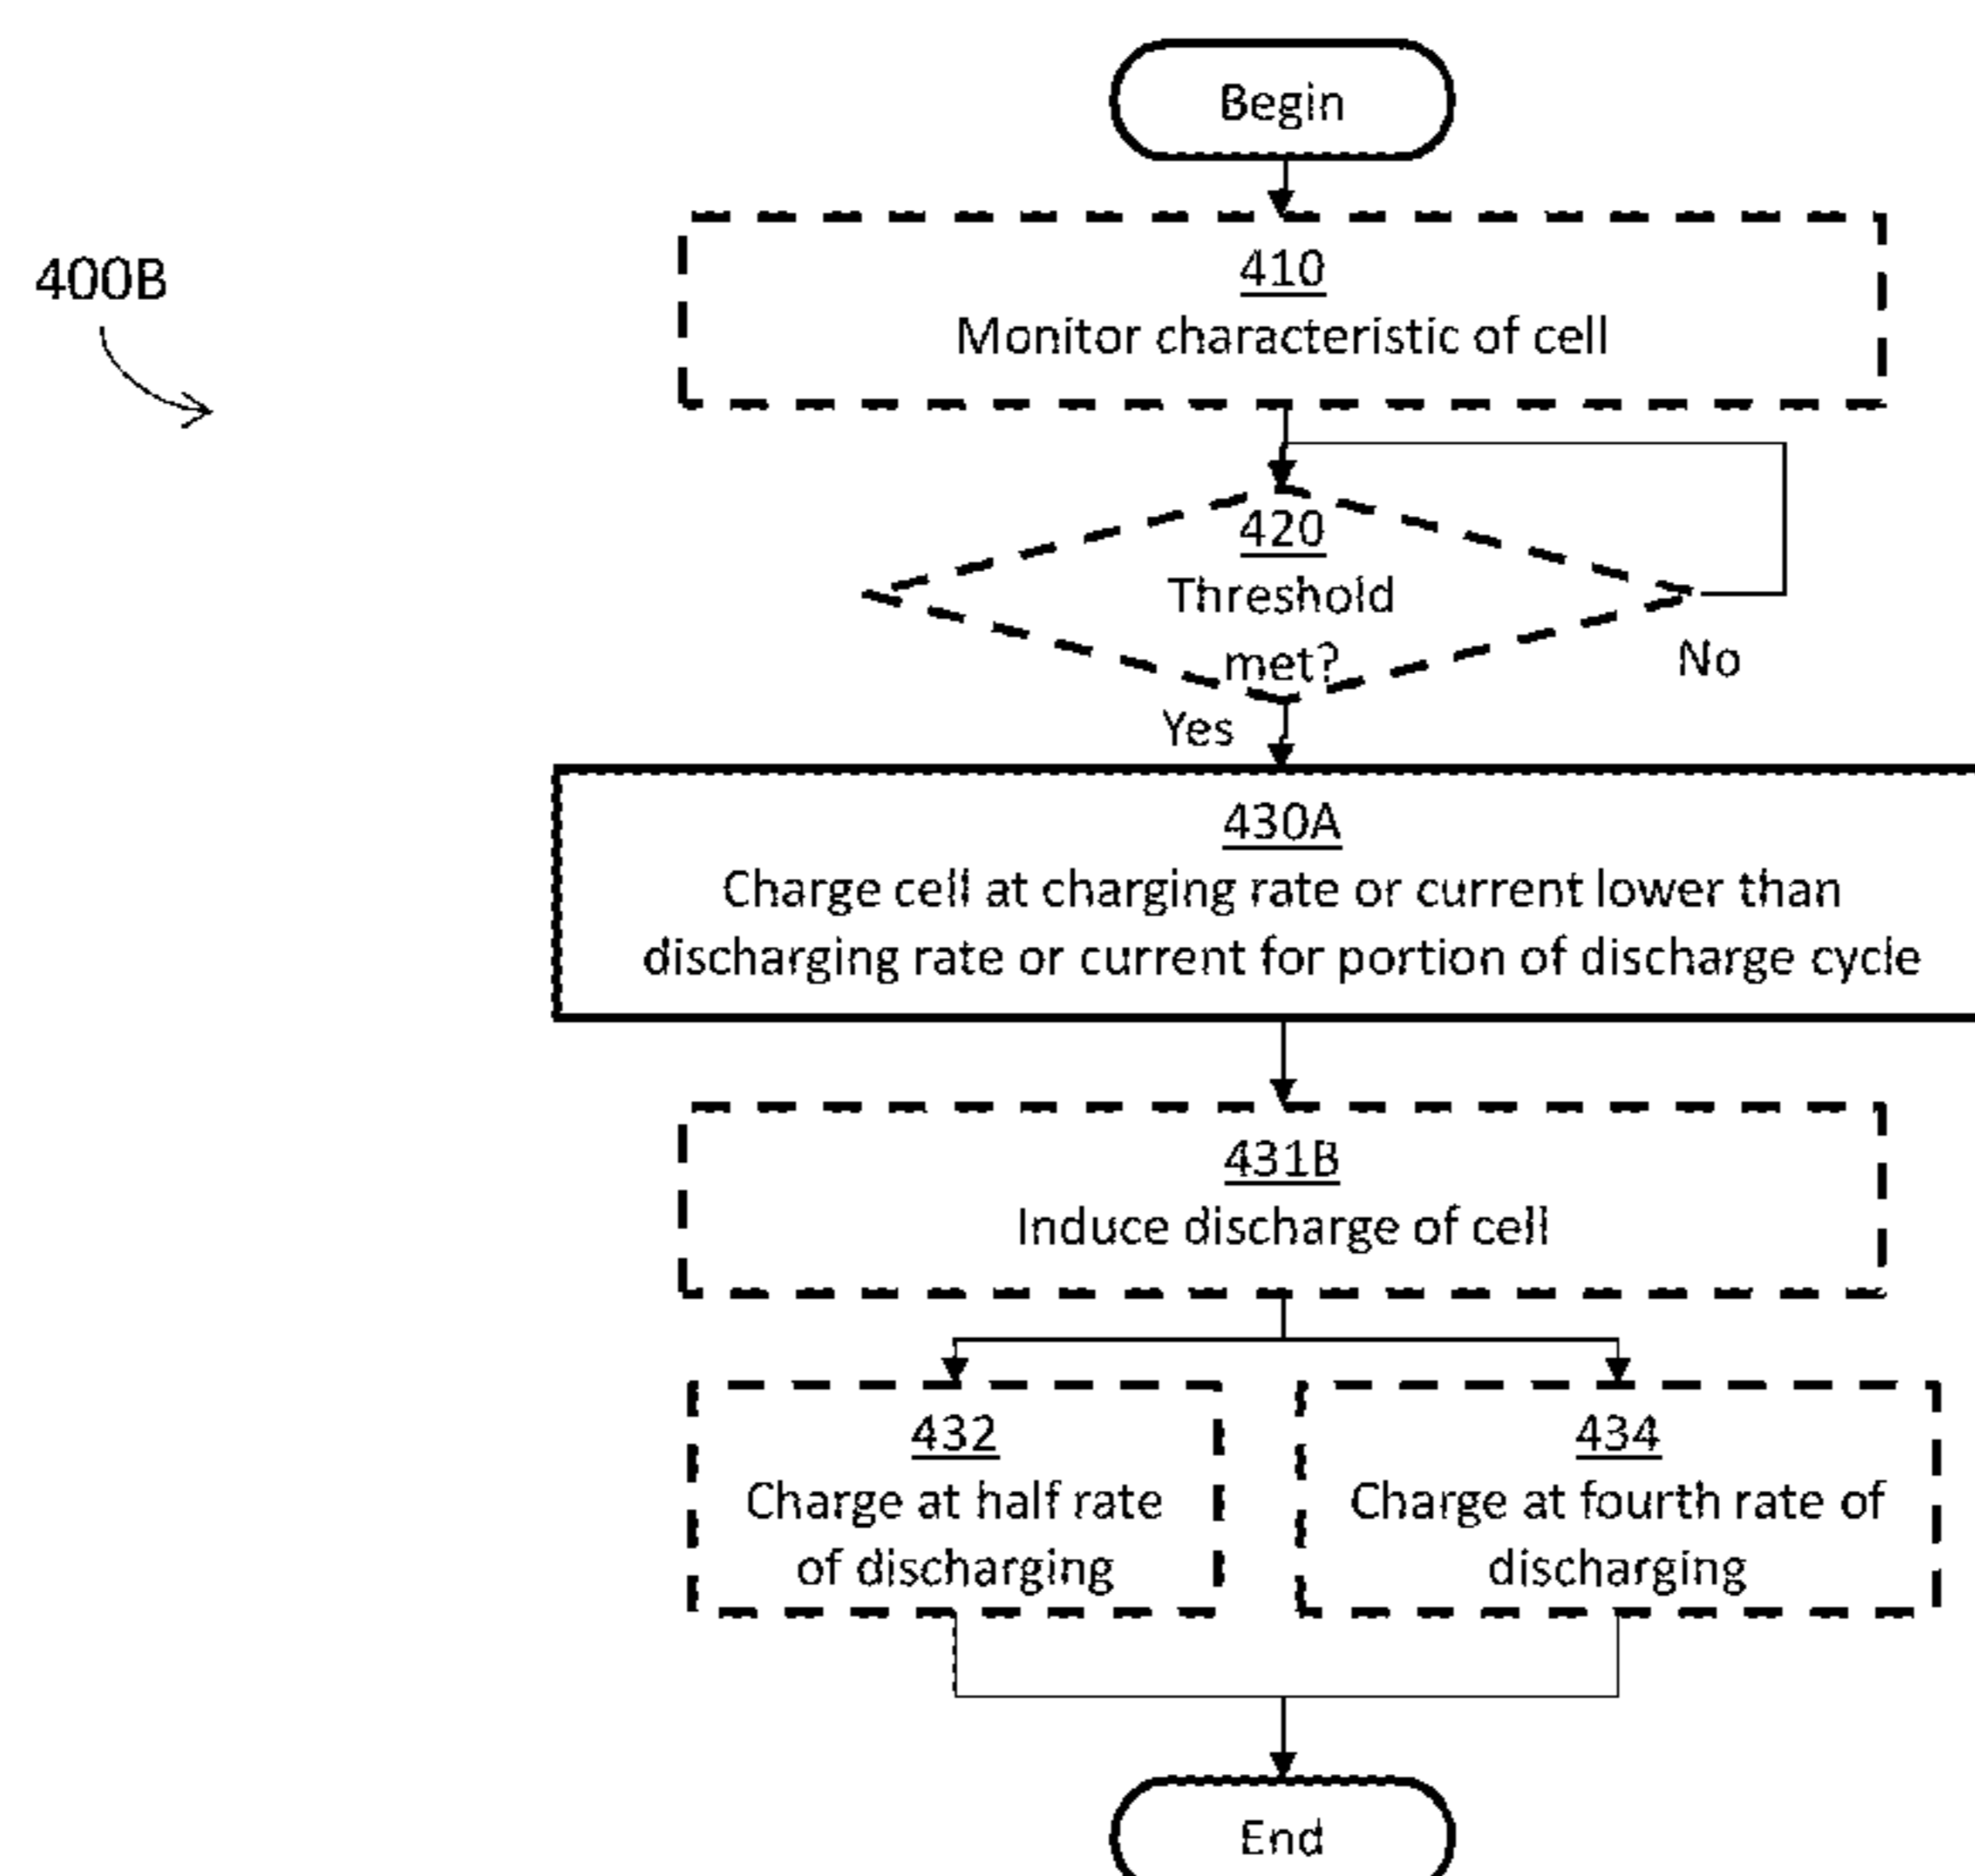 Begin
400B
410
Monitor characteristic of cell
420
Threshold
met?
No
Yes
430A
Charge cell at charging rate or current lower than
discharging rate or current for portion of discharge cycle
431B
Induce discharge of cell
432
Charge at half rate
of discharging
434
Charge at fourth rate of
discharging
End